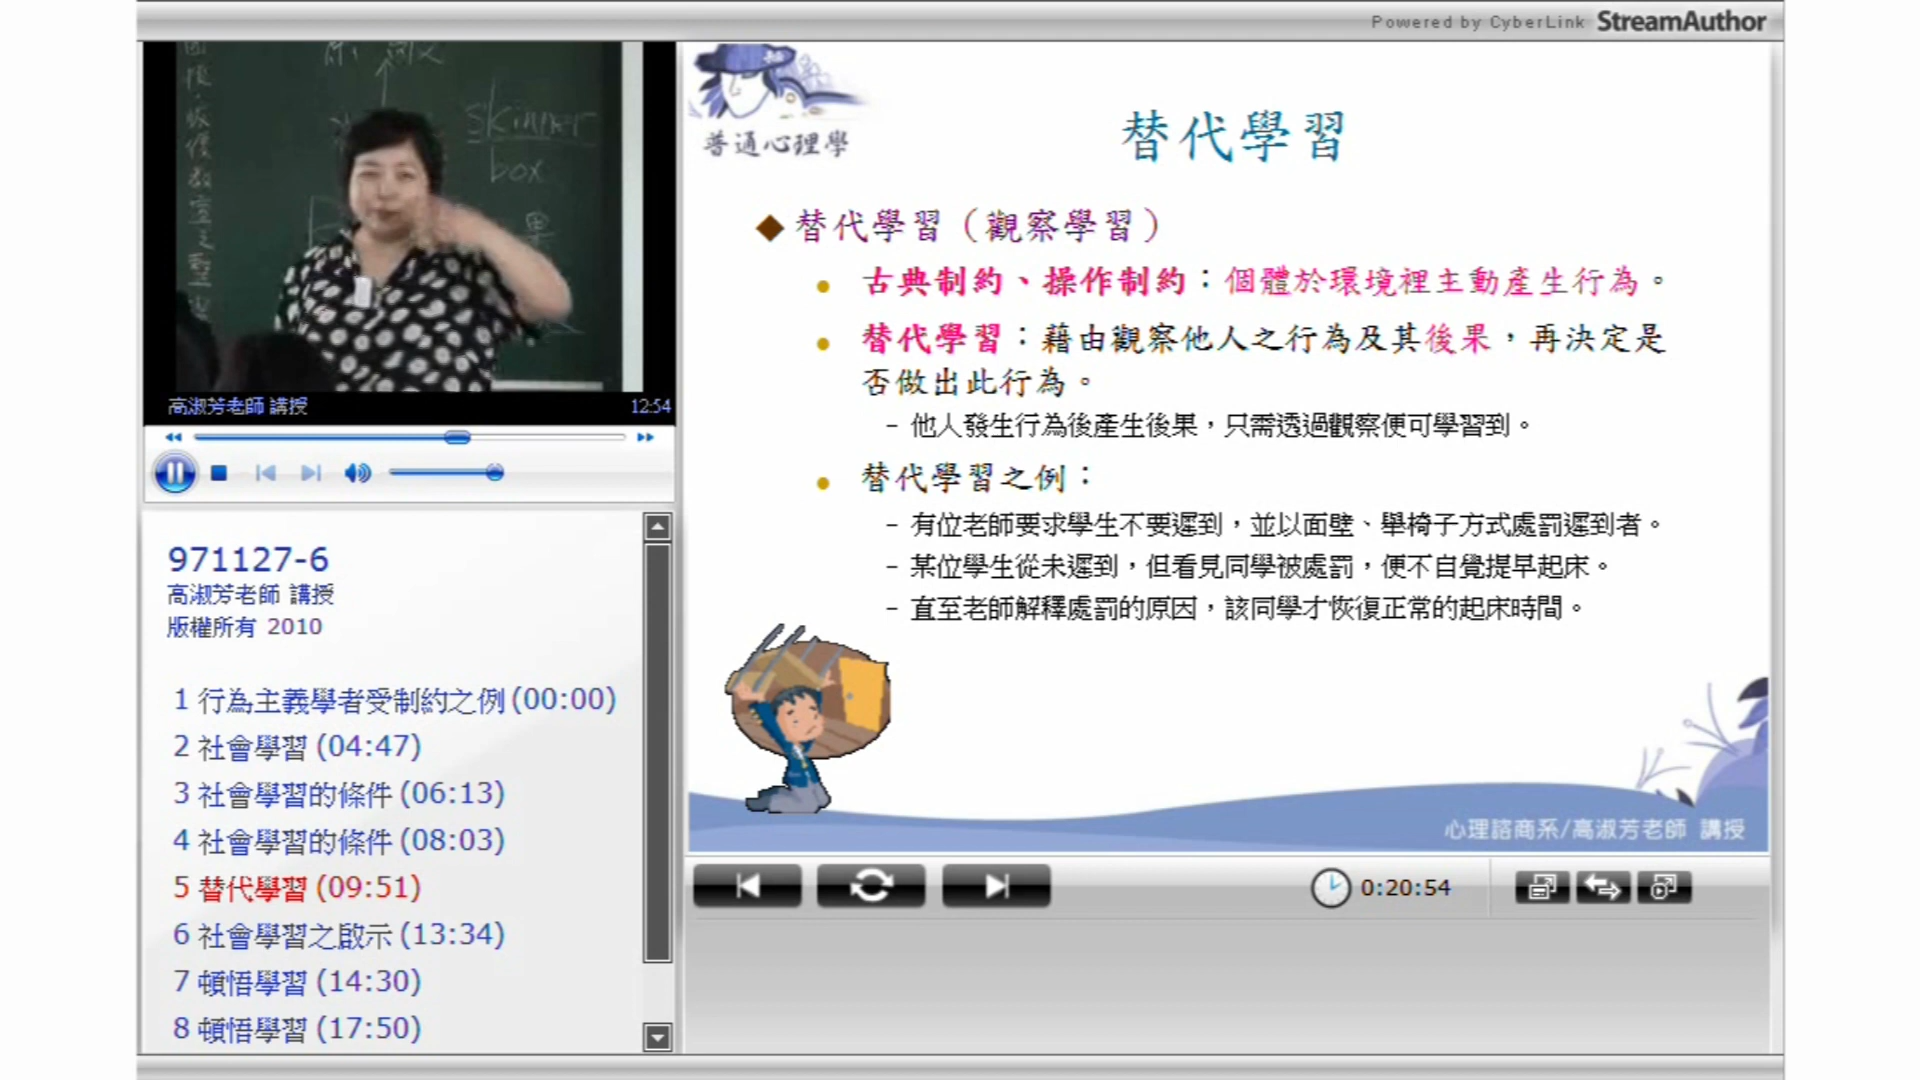 Powered by CyberLink StreamAuthor
skinner
box
果
高淑芳老師 講授
12:54
971127-6
高淑芳老師 講授
版權所有 2010
1 行為主義學者受制約之例 (00:00)
2 社會學習 (04:47)
3 社會學習的條件 (06:13)
4 社會學習的條件 (08:03)
5 替代學習 (09:51)
6 社會學習之啟示 (13:34)
7 頓悟學習 (14:30)
8 頓悟學習 (17:50)
普通心理學
替代學習
替代學習（觀察學習）
古典制約、操作制約：個體於環境裡主動產生行為。
替代學習：藉由觀察他人之行為及其後果，再決定是
否做出此行為。
– 他人發生行為後產生後果，只需透過觀察便可學習到。
替代學習之例：
– 有位老師要求學生不要遲到，並以面壁、舉椅子方式處罰遲到者。
– 某位學生從未遲到，但看見同學被處罰，便不自覺提早起床。
– 直至老師解釋處罰的原因，該同學才恢復正常的起床時間。
心理諮商系/高淑芳老師 講授
0:20:54